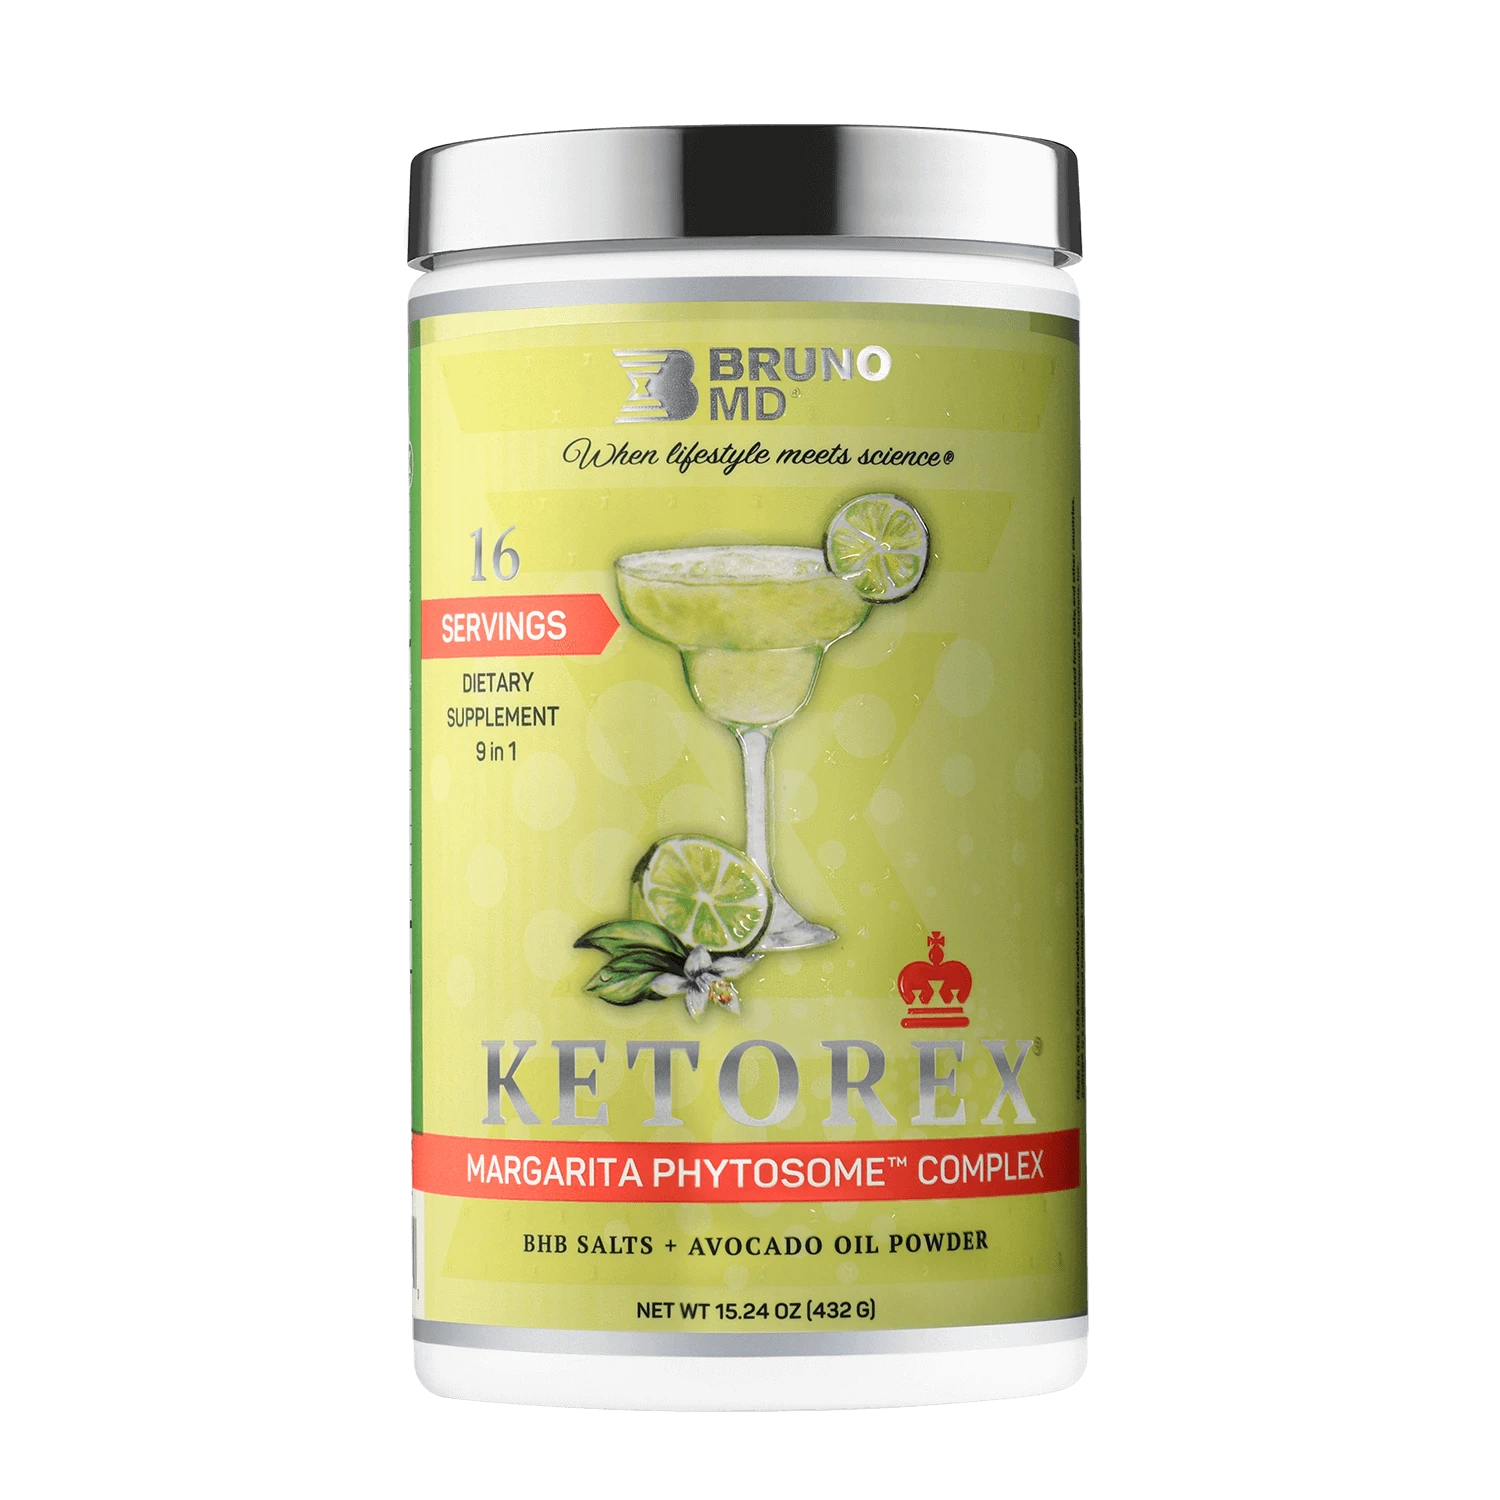 BRUNO
MD®
When lifestyle meets science®
16
SERVINGS
DIETARY
SUPPLEMENT
9 in 1
KETOREX®
MARGARITA PHYTOSOME™ COMPLEX
BHB SALTS + AVOCADO OIL POWDER
NET WT 15.24 OZ (432 G)